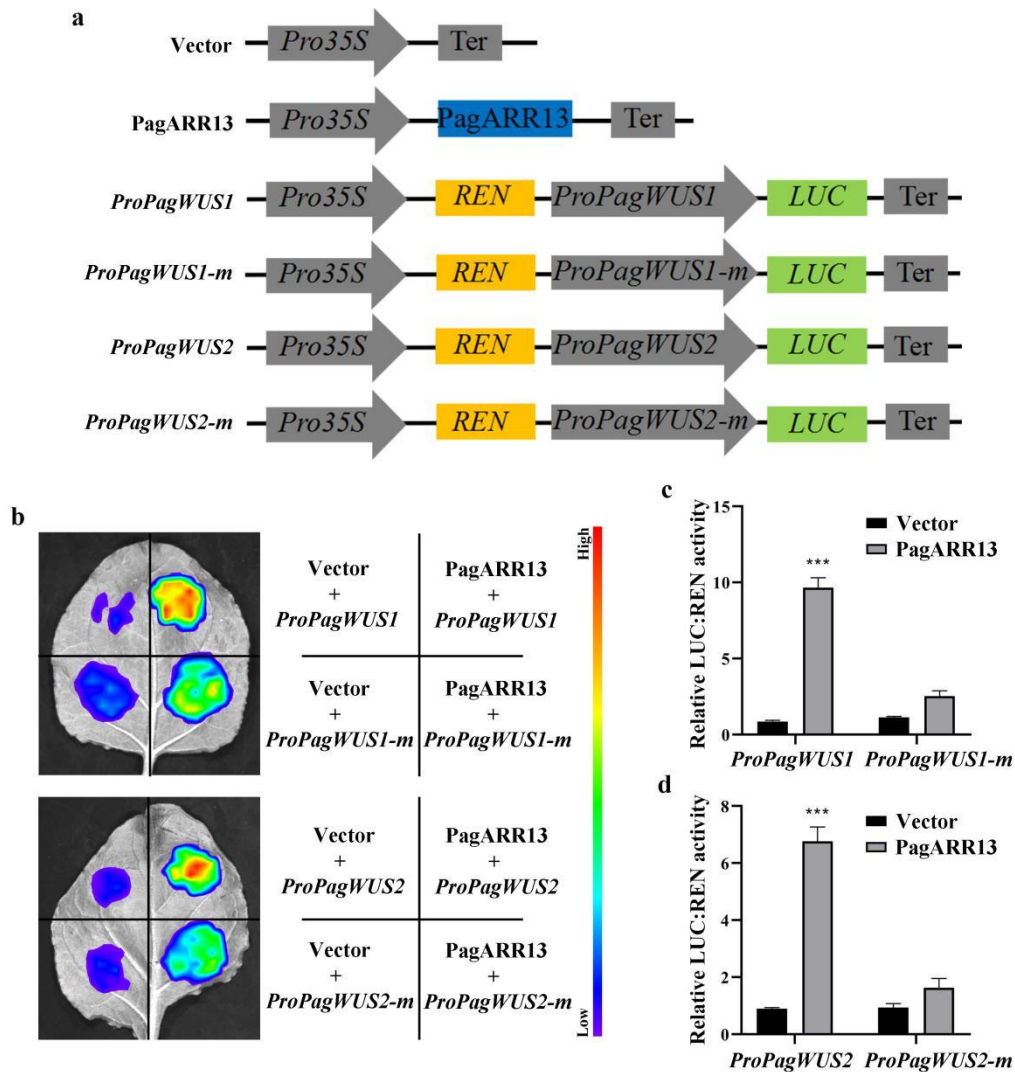 a
Vector Pro35S Ter
PagARR13 Pro35S PagARR13 Ter
ProPagWUS1 Pro35S REN ProPagWUS1 LUC Ter
ProPagWUS1-m Pro35S REN ProPagWUS1-m LUC Ter
ProPagWUS2 Pro35S REN ProPagWUS2 LUC Ter
ProPagWUS2-m Pro35S REN ProPagWUS2-m LUC Ter
b
Vector
+
ProPagWUS1
PagARR13
+
ProPagWUS1
Vector
+
ProPagWUS1-m
PagARR13
+
ProPagWUS1-m
Vector
+
ProPagWUS2
PagARR13
+
ProPagWUS2
Vector
+
ProPagWUS2-m
PagARR13
+
ProPagWUS2-m
High
Low
c
Relative LUC:REN activity
15
10
5
0
***
Vector
PagARR13
ProPagWUS1 ProPagWUS1-m
d
Relative LUC:REN activity
8
6
4
2
0
***
Vector
PagARR13
ProPagWUS2 ProPagWUS2-m